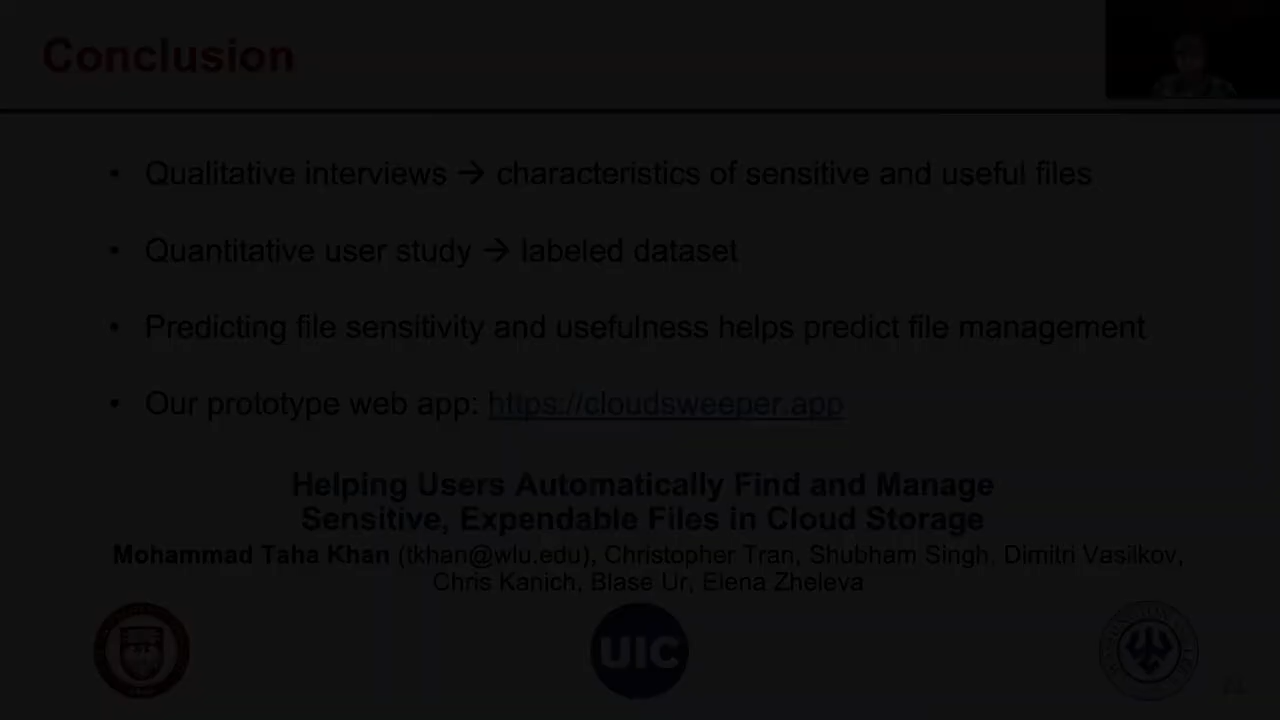 Conclusion
• Qualitative interviews → characteristics of sensitive and useful files
• Quantitative user study → labeled dataset
• Predicting file sensitivity and usefulness helps predict file management
• Our prototype web app: https://cloudsweeper.app
Helping Users Automatically Find and Manage
Sensitive, Expendable Files in Cloud Storage
Mohammad Taha Khan (tkhan@wlu.edu), Christopher Tran, Shubham Singh, Dimitri Vasilkov,
Chris Kanich, Blase Ur, Elena Zheleva
UIC